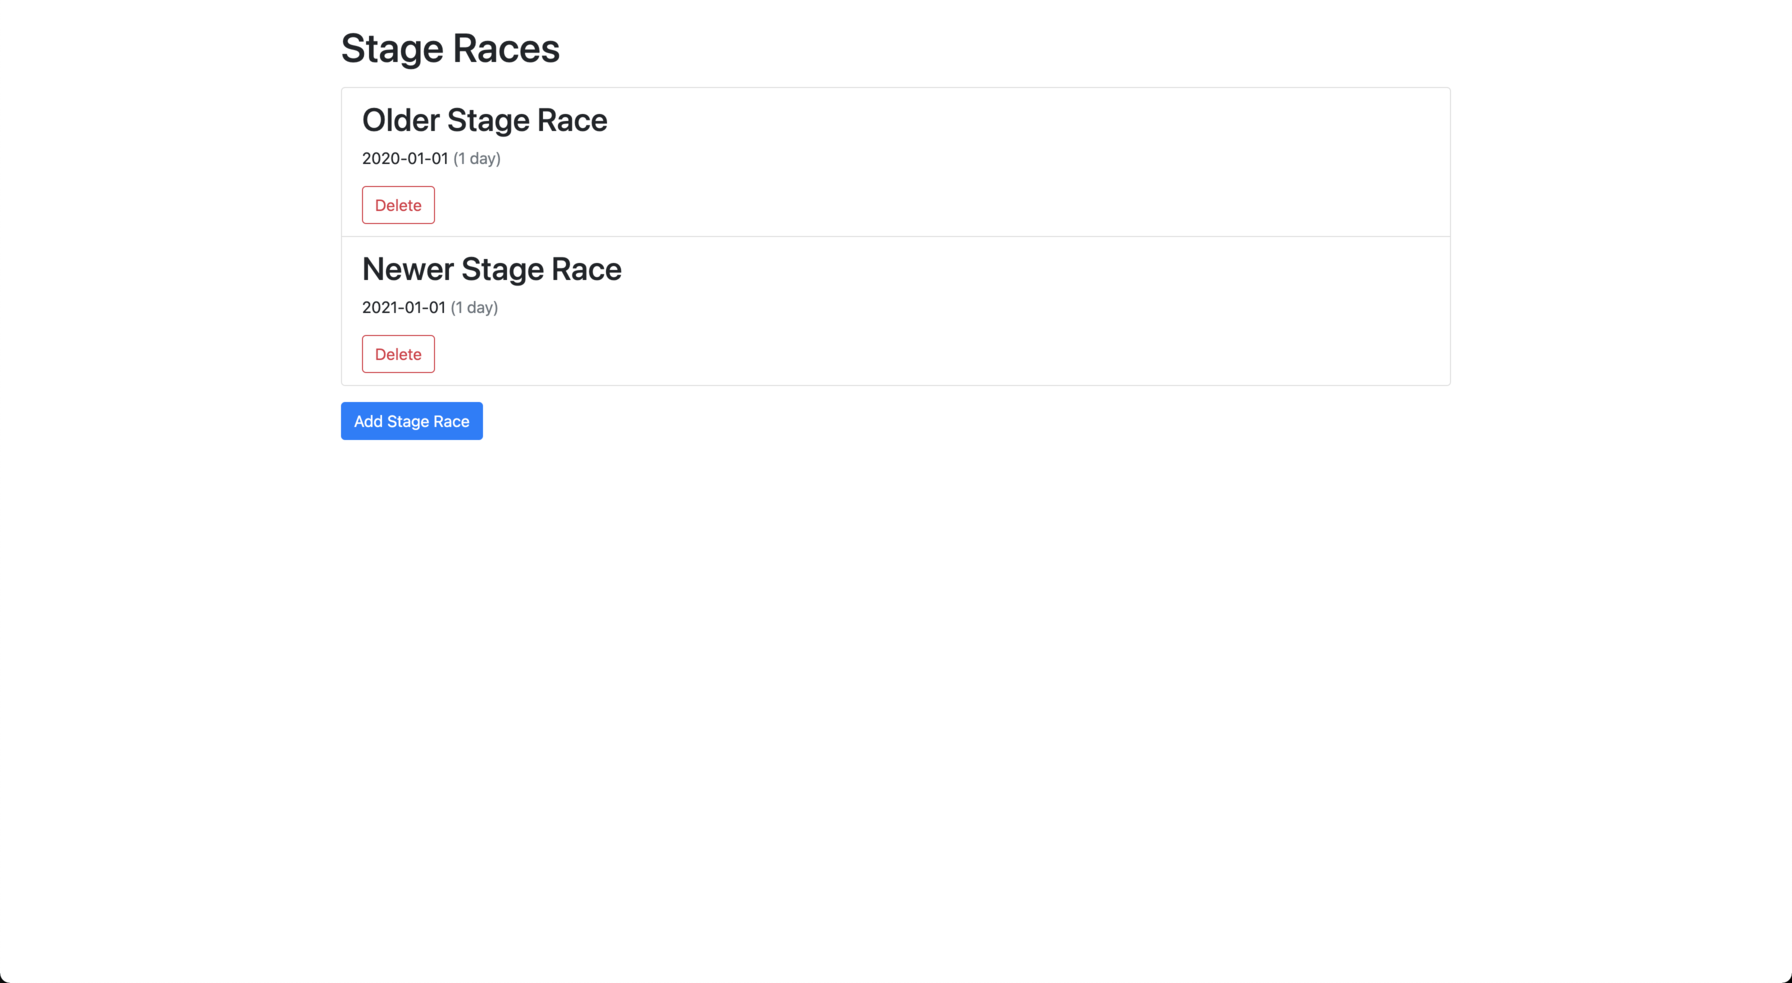 Stage Races
Older Stage Race
2020-01-01 (1 day)
Delete
Newer Stage Race
2021-01-01 (1 day)
Delete
Add Stage Race